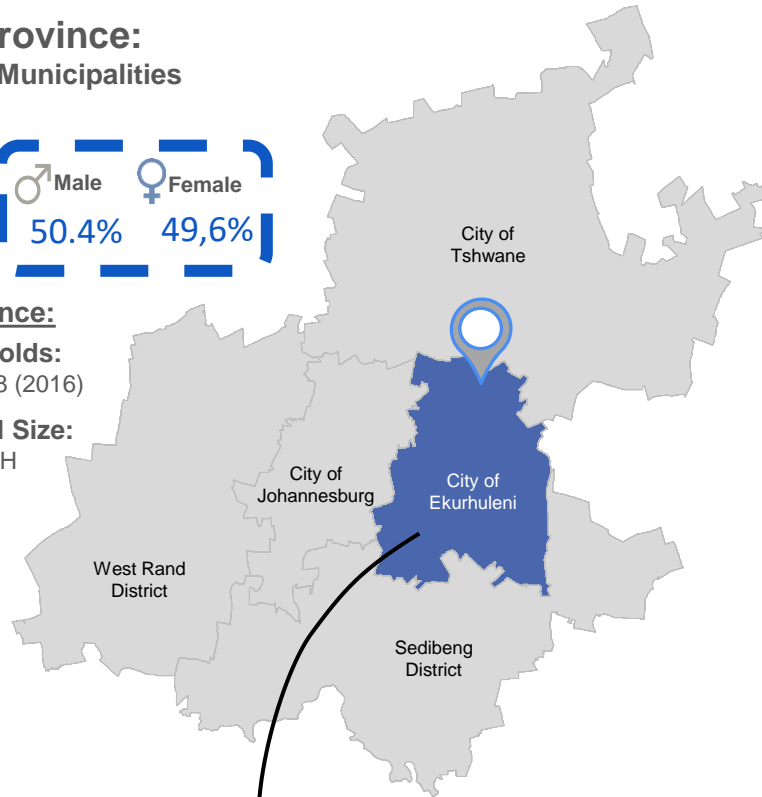 rovince:
Municipalities
Male
Female
50.4%
49,6%
nce:
olds:
3 (2016)
Size:
H
City of
Tshwane
City of
Johannesburg
City of
Ekurhuleni
West Rand
District
Sedibeng
District